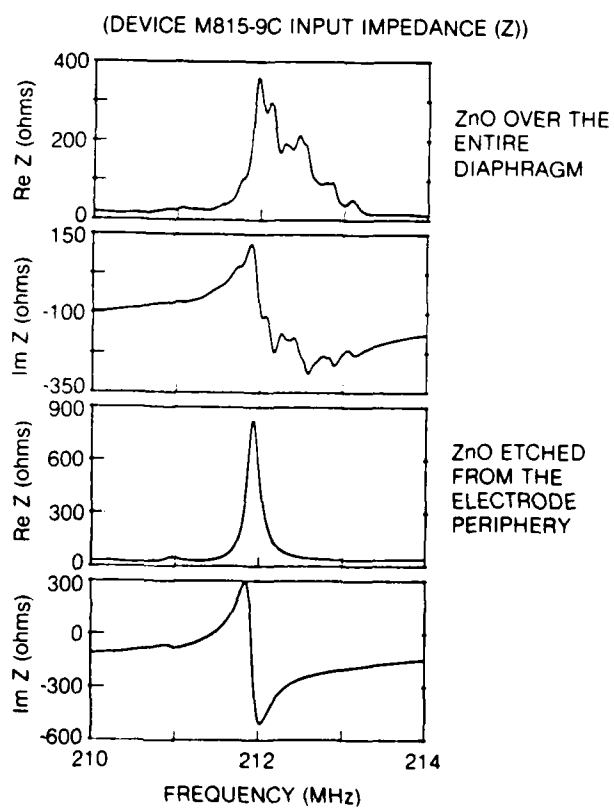 (DEVICE M815-9C INPUT IMPEDANCE (Z))
400
200
0
Re Z (ohms)
ZnO OVER THE
ENTIRE
DIAPHRAGM
150
-100
-350
Im Z (ohms)
900
600
300
0
Re Z (ohms)
ZnO ETCHED
FROM THE
ELECTRODE
PERIPHERY
300
0
-300
-600
Im Z (ohms)
210
212
214
FREQUENCY (MHz)